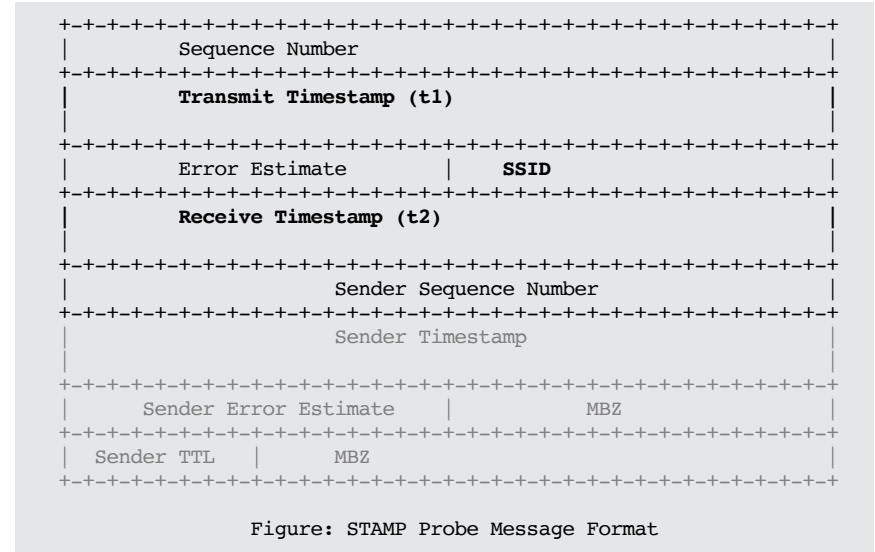 +-+-+-+-+-+-+-+-+-+-+-+-+-+-+-+-+-+-+-+-+-+-+-+-+-+-+-+-+-+-+-+-+
| Sequence Number |
+-+-+-+-+-+-+-+-+-+-+-+-+-+-+-+-+-+-+-+-+-+-+-+-+-+-+-+-+-+-+-+-+
| Transmit Timestamp (t1) |
| |
+-+-+-+-+-+-+-+-+-+-+-+-+-+-+-+-+-+-+-+-+-+-+-+-+-+-+-+-+-+-+-+-+
| Error Estimate | SSID |
+-+-+-+-+-+-+-+-+-+-+-+-+-+-+-+-+-+-+-+-+-+-+-+-+-+-+-+-+-+-+-+-+
| Receive Timestamp (t2) |
| |
+-+-+-+-+-+-+-+-+-+-+-+-+-+-+-+-+-+-+-+-+-+-+-+-+-+-+-+-+-+-+-+-+
| Sender Sequence Number |
+-+-+-+-+-+-+-+-+-+-+-+-+-+-+-+-+-+-+-+-+-+-+-+-+-+-+-+-+-+-+-+-+
| Sender Timestamp |
| |
+-+-+-+-+-+-+-+-+-+-+-+-+-+-+-+-+-+-+-+-+-+-+-+-+-+-+-+-+-+-+-+-+
| Sender Error Estimate | MBZ |
+-+-+-+-+-+-+-+-+-+-+-+-+-+-+-+-+-+-+-+-+-+-+-+-+-+-+-+-+-+-+-+-+
| Sender TTL | MBZ |
+-+-+-+-+-+-+-+-+-+-+-+-+-+-+-+-+-+-+-+-+-+-+-+-+-+-+-+-+-+-+-+-+
Figure: STAMP Probe Message Format